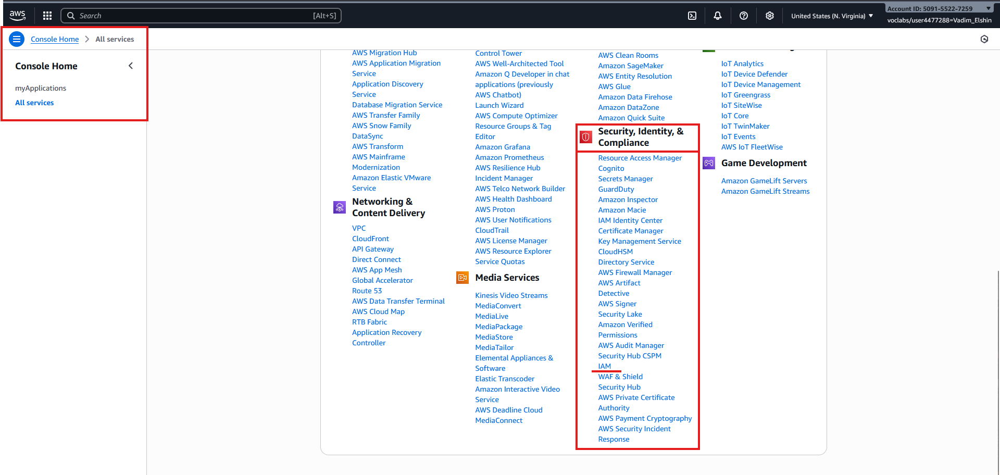 aws
Search
[Alt+S]
United States (N. Virginia)
Account ID: 5091-5522-7259
voclabs/user4477288=Vadim_Elshin
Console Home
All services
Console Home
myApplications
All services
AWS Migration Hub
AWS Application Migration
Service
Application Discovery
Service
Database Migration Service
AWS Transfer Family
AWS Snow Family
DataSync
AWS Transform
AWS Mainframe
Modernization
Amazon Elastic VMware
Service
Networking &
Content Delivery
VPC
CloudFront
API Gateway
Direct Connect
AWS App Mesh
Global Accelerator
Route 53
AWS Data Transfer Terminal
AWS Cloud Map
RTB Fabric
Application Recovery
Controller
Control Tower
AWS Well-Architected Tool
Amazon Q Developer in chat
applications (previously
AWS Chatbot)
Launch Wizard
AWS Compute Optimizer
Resource Groups & Tag
Editor
Amazon Grafana
Amazon Prometheus
AWS Resilience Hub
Incident Manager
AWS Telco Network Builder
AWS Health Dashboard
AWS Proton
AWS User Notifications
CloudTrail
AWS License Manager
AWS Resource Explorer
Service Quotas
Media Services
Kinesis Video Streams
MediaConvert
MediaLive
MediaPackage
MediaStore
MediaTailor
Elemental Appliances &
Software
Elastic Transcoder
Amazon Interactive Video
Service
AWS Deadline Cloud
MediaConnect
AWS Clean Rooms
Amazon SageMaker
AWS Entity Resolution
AWS Glue
Amazon Data Firehose
Amazon DataZone
Amazon Quick Suite
Security, Identity, &
Compliance
Resource Access Manager
Cognito
Secrets Manager
GuardDuty
Amazon Inspector
Amazon Macie
IAM Identity Center
Certificate Manager
Key Management Service
CloudHSM
Directory Service
AWS Firewall Manager
AWS Artifact
Detective
AWS Signer
Security Lake
Amazon Verified
Permissions
AWS Audit Manager
Security Hub CSPM
IAM
WAF & Shield
Security Hub
AWS Private Certificate
Authority
AWS Payment Cryptography
AWS Security Incident
Response
IoT Analytics
IoT Device Defender
IoT Device Management
IoT Greengrass
IoT SiteWise
IoT Core
IoT TwinMaker
IoT Events
AWS IoT FleetWise
Game Development
Amazon GameLift Servers
Amazon GameLift Streams